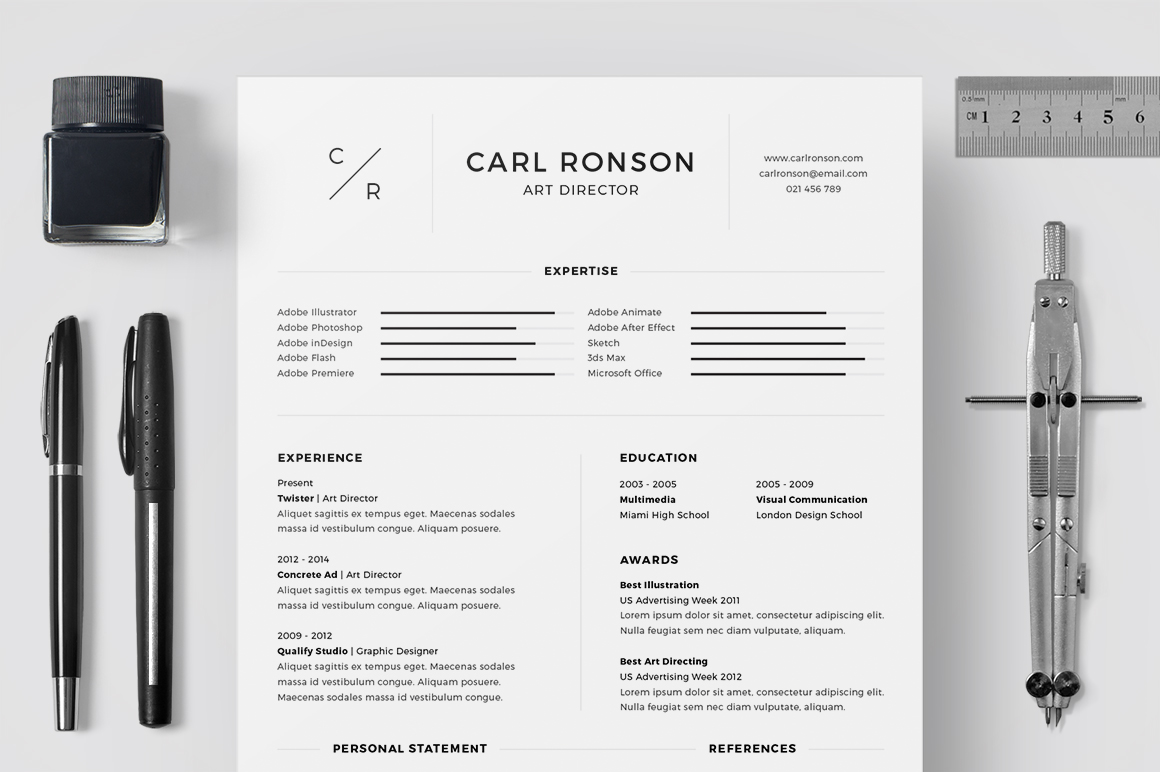 C
R
CARL RONSON
ART DIRECTOR
www.carlronson.com
carlronson@email.com
021 456 789
EXPERTISE
Adobe Illustrator
Adobe Photoshop
Adobe inDesign
Adobe Flash
Adobe Premiere
Adobe Animate
Adobe After Effect
Sketch
3ds Max
Microsoft Office
EXPERIENCE
Present
Twister | Art Director
Aliquet sagittis ex tempus eget. Maecenas sodales
massa id vestibulum congue. Aliquam posuere.
2012 - 2014
Concrete Ad | Art Director
Aliquet sagittis ex tempus eget. Maecenas sodales
massa id vestibulum congue. Aliquam posuere.
2009 - 2012
Qualify Studio | Graphic Designer
Aliquet sagittis ex tempus eget. Maecenas sodales
massa id vestibulum congue. Aliquam posuere.
Maecenas sodales massa id vestibulum congue.
EDUCATION
2003 - 2005
Multimedia
Miami High School
2005 - 2009
Visual Communication
London Design School
AWARDS
Best Illustration
US Advertising Week 2011
Lorem ipsum dolor sit amet, consectetur adipiscing elit.
Nulla feugiat sem nec diam vulputate, aliquam.
Best Art Directing
US Advertising Week 2012
Lorem ipsum dolor sit amet, consectetur adipiscing elit.
Nulla feugiat sem nec diam vulputate, aliquam.
PERSONAL STATEMENT
REFERENCES
0.5 mm
mm
CM 1 2 3 4 5 6